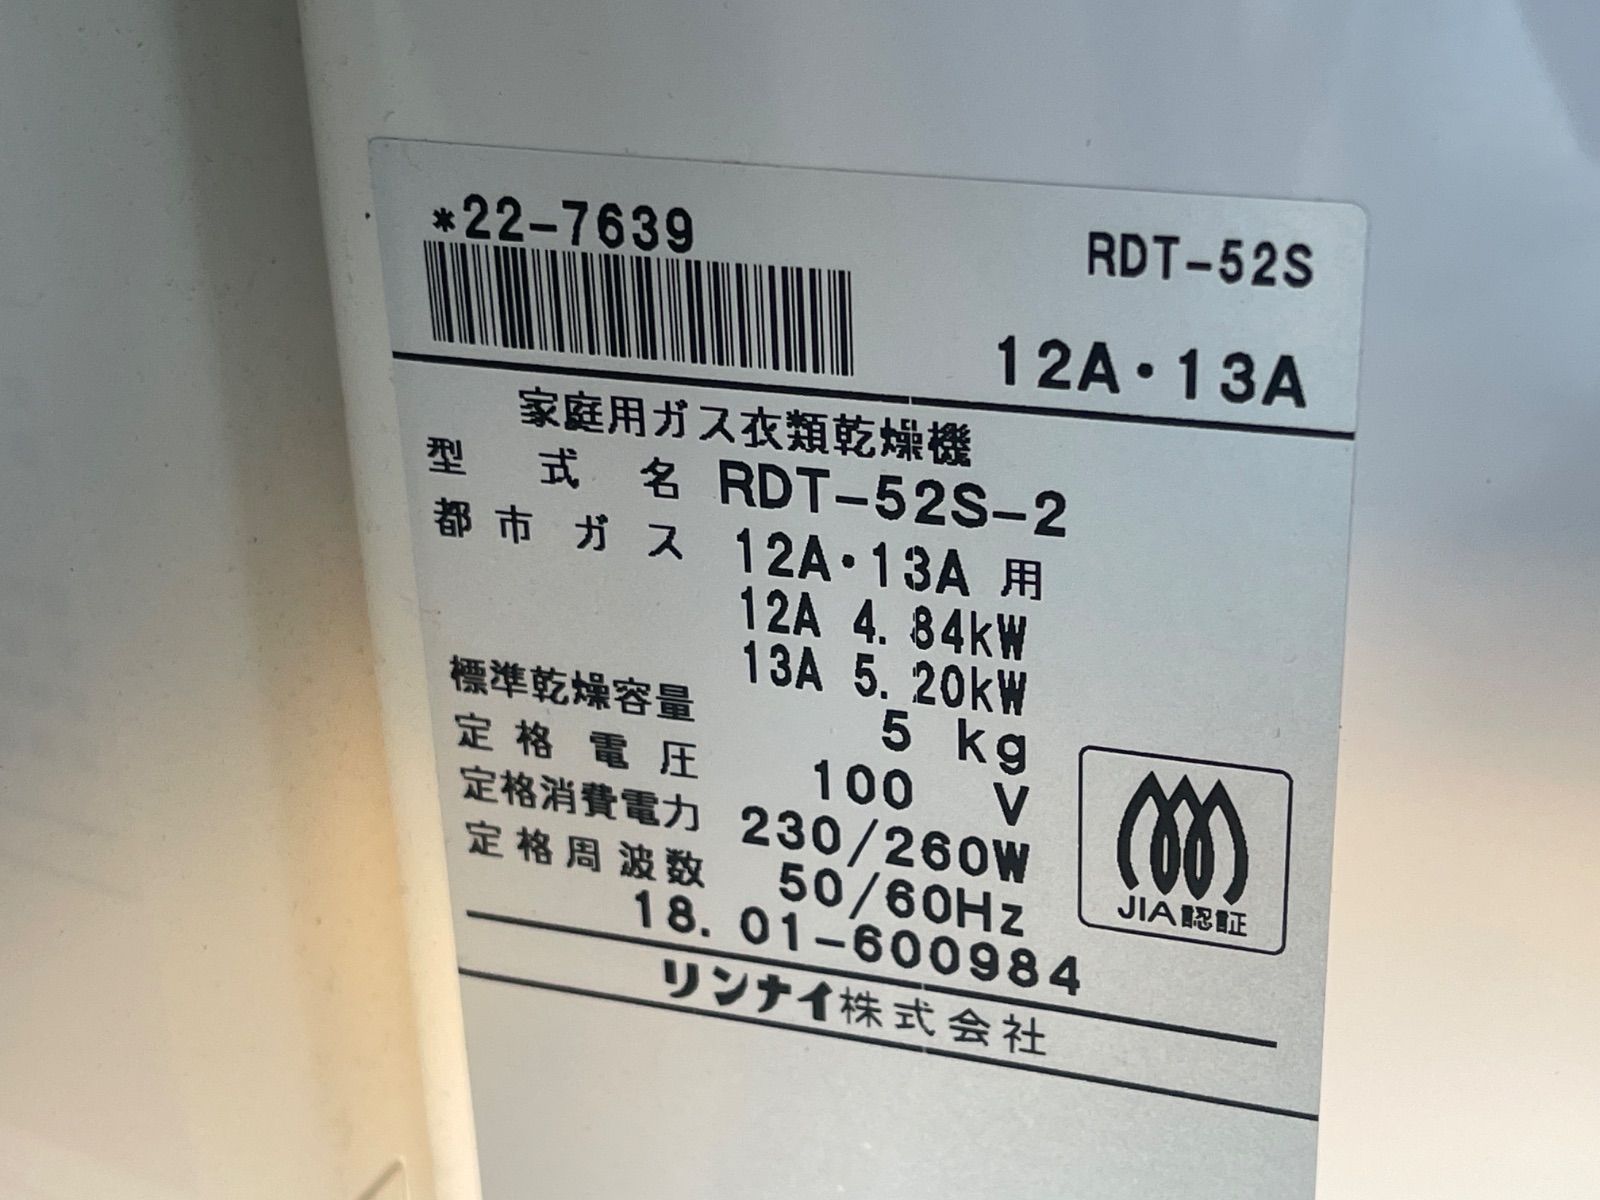 *22-7639
RDT-52S
12A・13A
家庭用ガス衣類乾燥機
型式名 RDT-52S-2
都市ガス 12A・13A 用
12A 4.84kW
13A 5.20kW
標準乾燥容量 5 kg
定格電圧 100 V
定格消費電力 230/260W
定格周波数 50/60Hz
18.01-600984
JIA認証
リンナイ株式会社